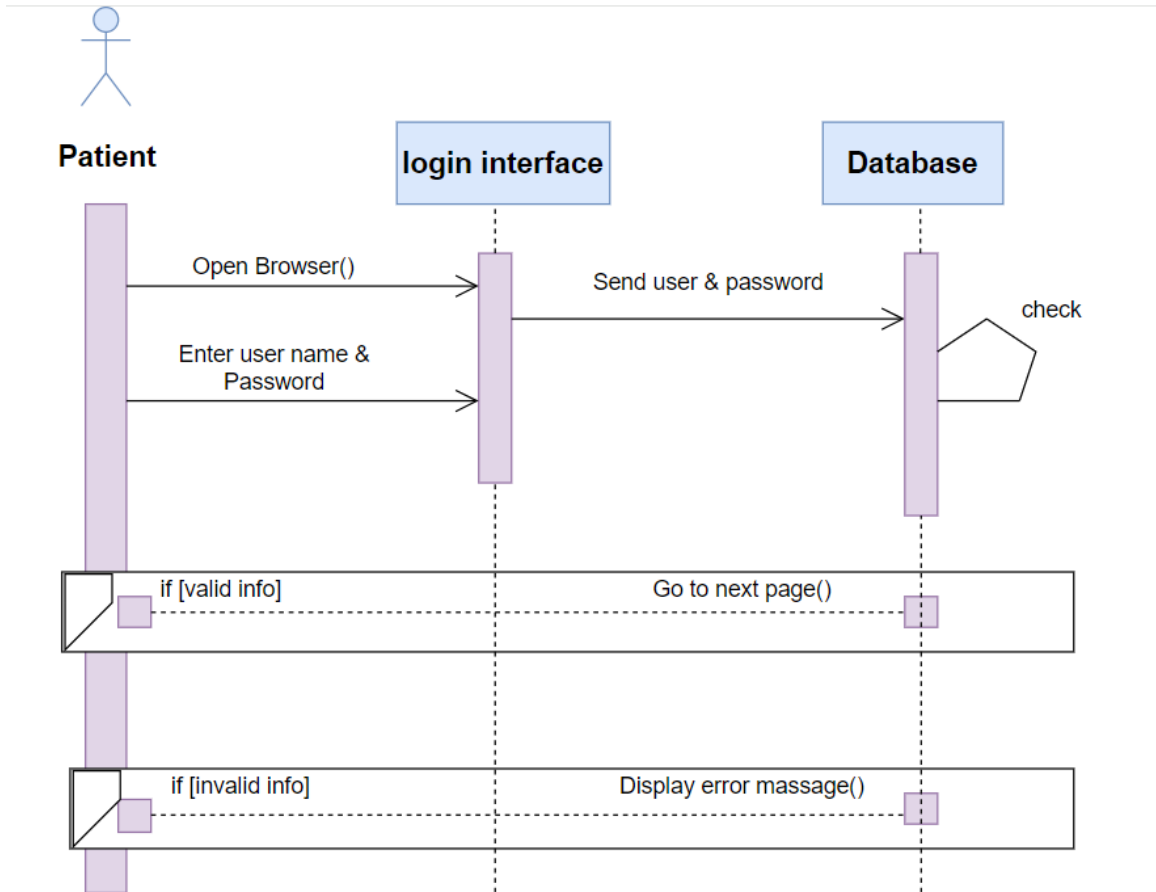 Patient
login interface
Database
Open Browser()
Send user & password
check
Enter user name &
Password
if [valid info]
Go to next page()
if [invalid info]
Display error massage()